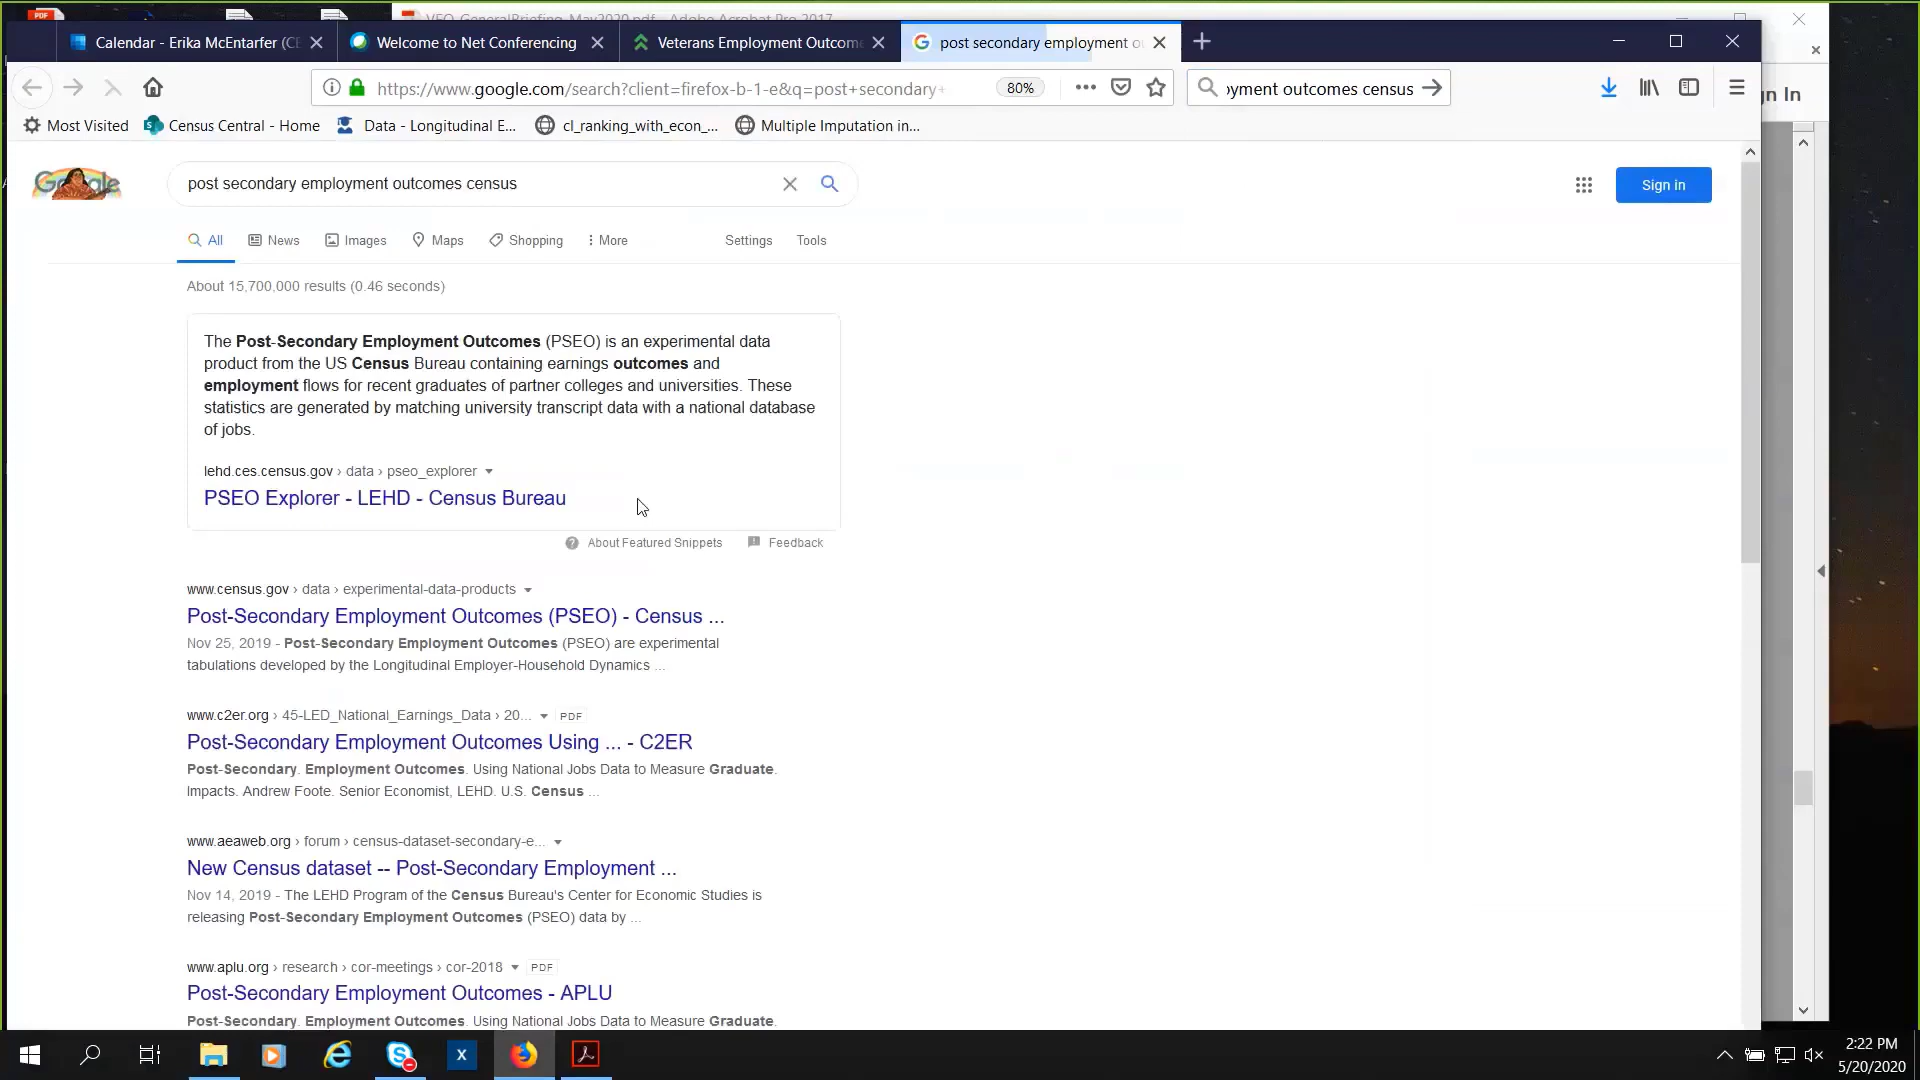 VEO_GeneralBriefing_May2020.pdf - Adobe Acrobat Pro 2017
Calendar - Erika McEntarfer (CE
Welcome to Net Conferencing
Veterans Employment Outcome
post secondary employment o
https://www.google.com/search?client=firefox-b-1-e&q=post+secondary+
80%
yment outcomes census
n In
Most Visited
Census Central - Home
Data - Longitudinal E...
cl_ranking_with_econ_...
Multiple Imputation in...
post secondary employment outcomes census
Sign in
All
News
Images
Maps
Shopping
More
Settings
Tools
About 15,700,000 results (0.46 seconds)
The Post-Secondary Employment Outcomes (PSEO) is an experimental data
product from the US Census Bureau containing earnings outcomes and
employment flows for recent graduates of partner colleges and universities. These
statistics are generated by matching university transcript data with a national database
of jobs.
lehd.ces.census.gov › data › pseo_explorer
PSEO Explorer - LEHD - Census Bureau
About Featured Snippets
Feedback
www.census.gov › data › experimental-data-products
Post-Secondary Employment Outcomes (PSEO) - Census ...
Nov 25, 2019 - Post-Secondary Employment Outcomes (PSEO) are experimental
tabulations developed by the Longitudinal Employer-Household Dynamics ...
www.c2er.org › 45-LED_National_Earnings_Data › 20...
PDF
Post-Secondary Employment Outcomes Using ... - C2ER
Post-Secondary. Employment Outcomes. Using National Jobs Data to Measure Graduate.
Impacts. Andrew Foote. Senior Economist, LEHD. U.S. Census ...
www.aeaweb.org › forum › census-dataset-secondary-e...
New Census dataset -- Post-Secondary Employment ...
Nov 14, 2019 - The LEHD Program of the Census Bureau's Center for Economic Studies is
releasing Post-Secondary Employment Outcomes (PSEO) data by ...
www.aplu.org › research › cor-meetings › cor-2018
PDF
Post-Secondary Employment Outcomes - APLU
Post-Secondary. Employment Outcomes. Using National Jobs Data to Measure Graduate.
2:22 PM
5/20/2020